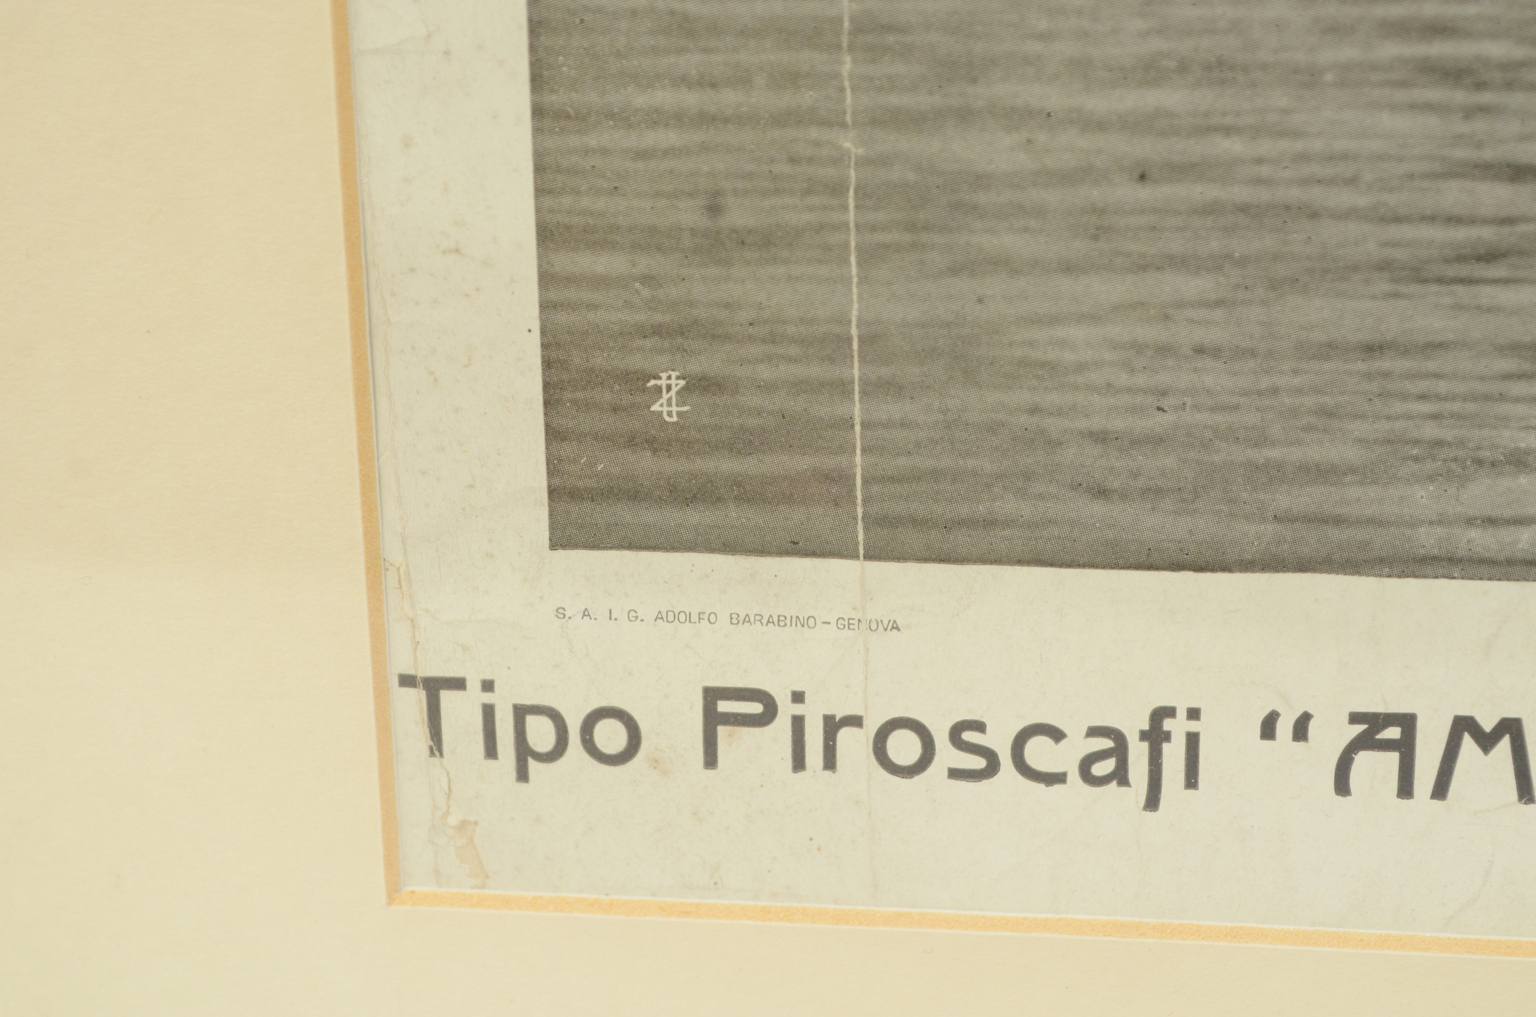 S. A. I. G. ADOLFO BARABINO - GENOVA
Tipo Piroscafi “AM